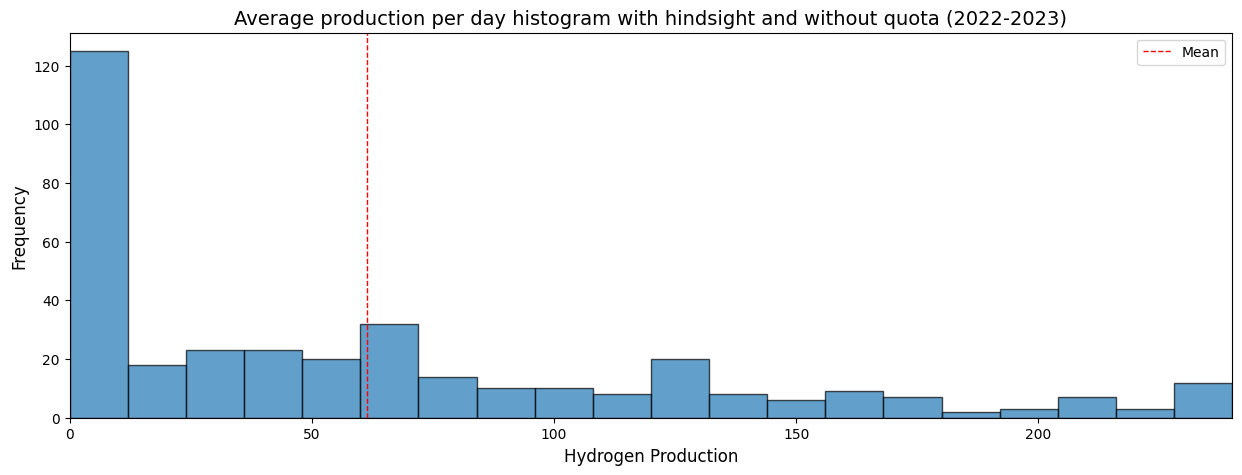 Average production per day histogram with hindsight and without quota (2022-2023)
Mean
120
100
80
60
40
20
0
Frequency
0 50 100 150 200
Hydrogen Production